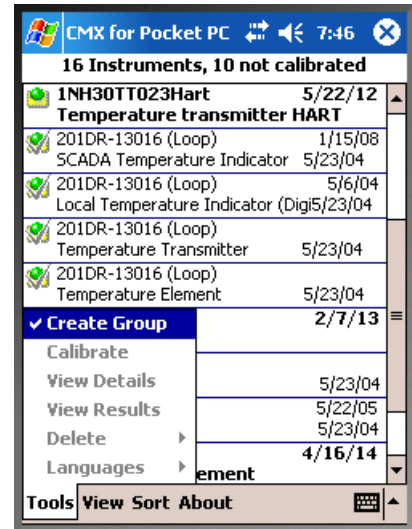 CMX for Pocket PC 7:46
16 Instruments, 10 not calibrated
1NH30TT023Hart 5/22/12
Temperature transmitter HART
201DR-13016 (Loop) 1/15/08
SCADA Temperature Indicator 5/23/04
201DR-13016 (Loop) 5/6/04
Local Temperature Indicator (Digi5/23/04
201DR-13016 (Loop)
Temperature Transmitter 5/23/04
201DR-13016 (Loop)
Temperature Element 5/23/04
Create Group 2/7/13
Calibrate
View Details 5/23/04
View Results 5/22/05
Delete 5/23/04
4/16/14
Languages ement
Tools View Sort About